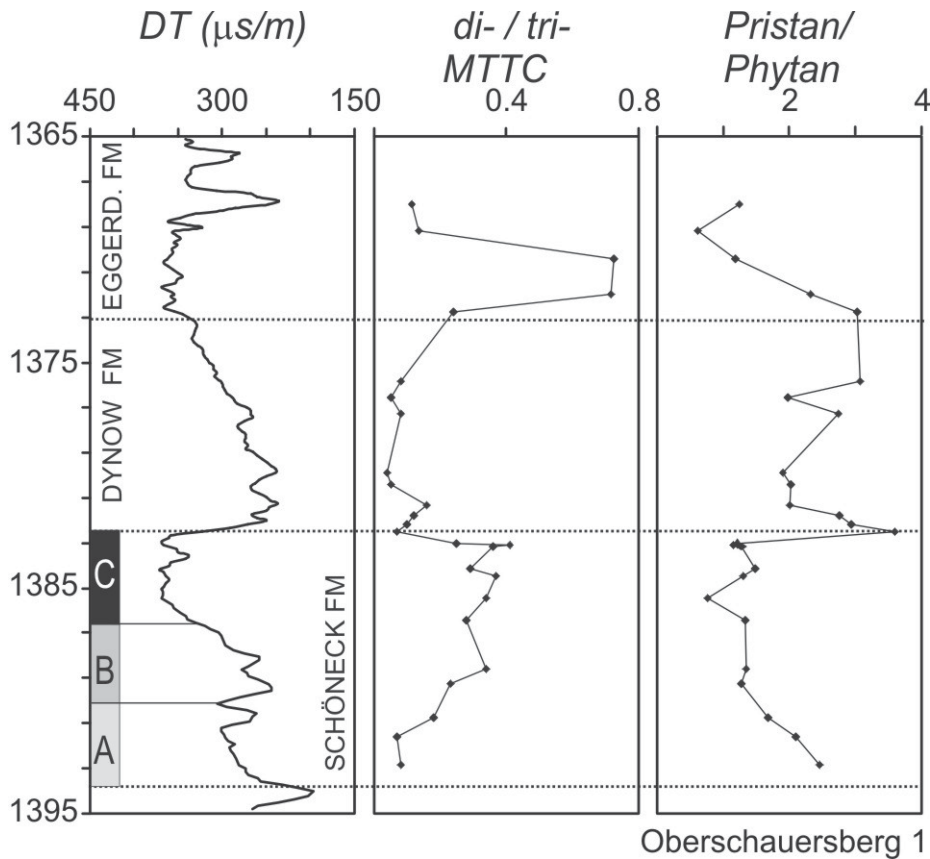 DT (μs/m)
di- / tri-
MTTC
Pristan/
Phytan
450
300
150
0.4
0.8
2
4
1365
1375
1385
1395
EGGERD. FM
DYNOW FM
SCHÖNECK FM
C
B
A
Oberschauersberg 1